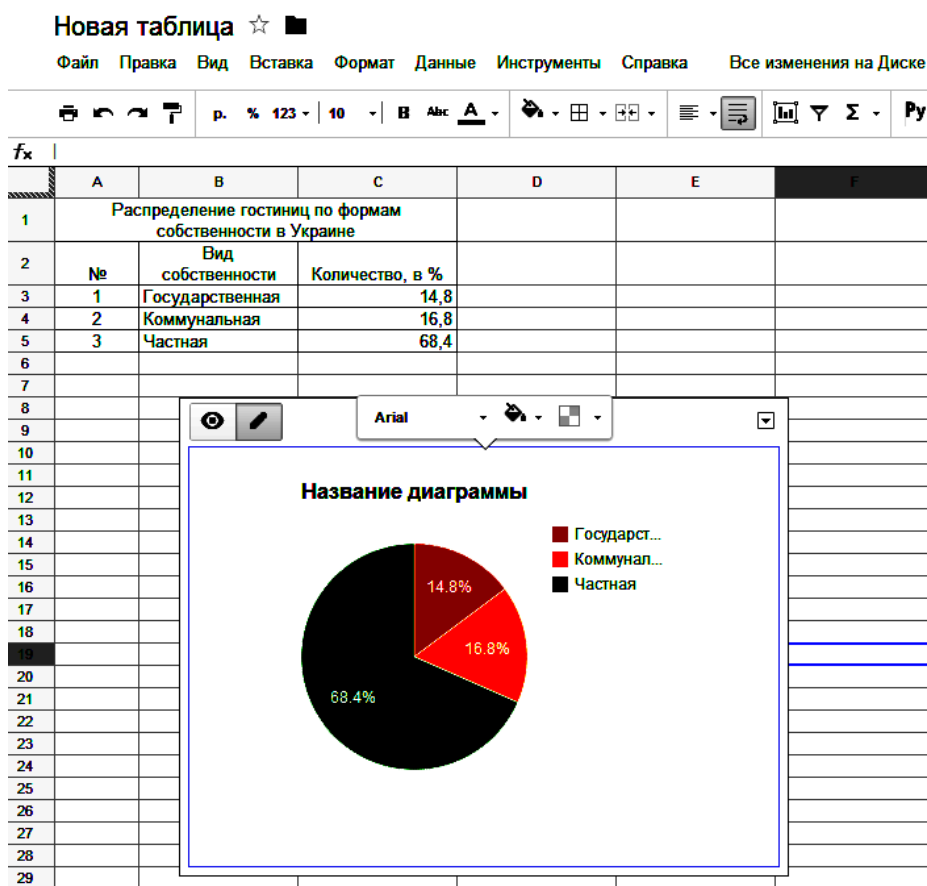 Новая таблица
Файл Правка Вид Вставка Формат Данные Инструменты Справка Все изменения на Диске
р. % 123 10 B Abc A Σ Ру
fx
A B C D E F
1 Распределение гостиниц по формам
собственности в Украине
2 № Вид
собственности Количество, в %
3 1 Государственная 14,8
4 2 Коммунальная 16,8
5 3 Частная 68,4
6
7
8
9
Arial
10
11
12
Название диаграммы
13
14
15
16
17
18
19
20
21
22
23
24
25
26
27
28
29
Государст...
Коммунал...
Частная
14.8%
16.8%
68.4%